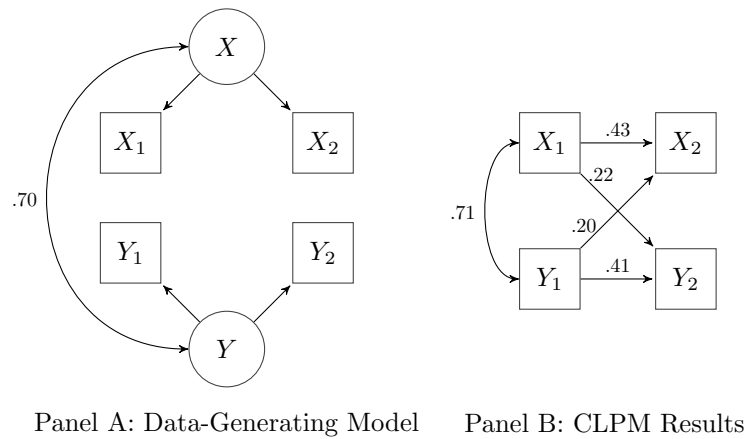 X
X₁ X₂
.70
Y₁ Y₂
Y
Panel A: Data-Generating Model
X₁ .43 X₂
.22
.71
.20
Y₁ .41 Y₂
Panel B: CLPM Results